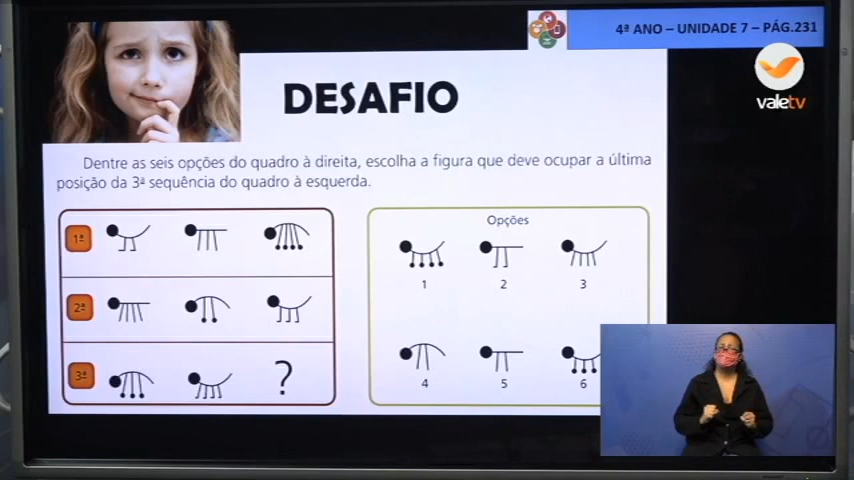 4ª ANO – UNIDADE 7 – PÁG.231
valetv
DESAFIO
Dentre as seis opções do quadro à direita, escolha a figura que deve ocupar a última
posição da 3ª sequência do quadro à esquerda.
1ª
2ª
3ª
?
Opções
1
2
3
4
5
6